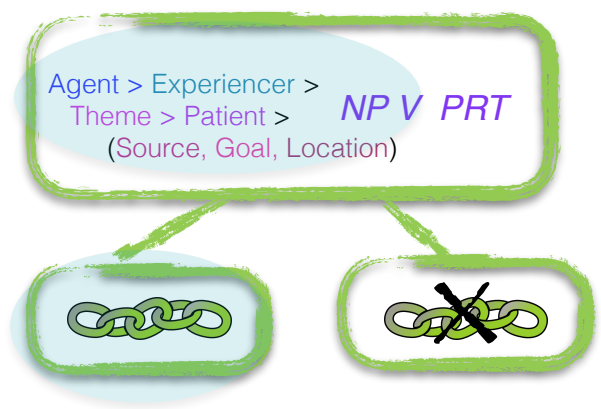 Agent > Experiencer >
Theme > Patient >
(Source, Goal, Location)
NP V PRT